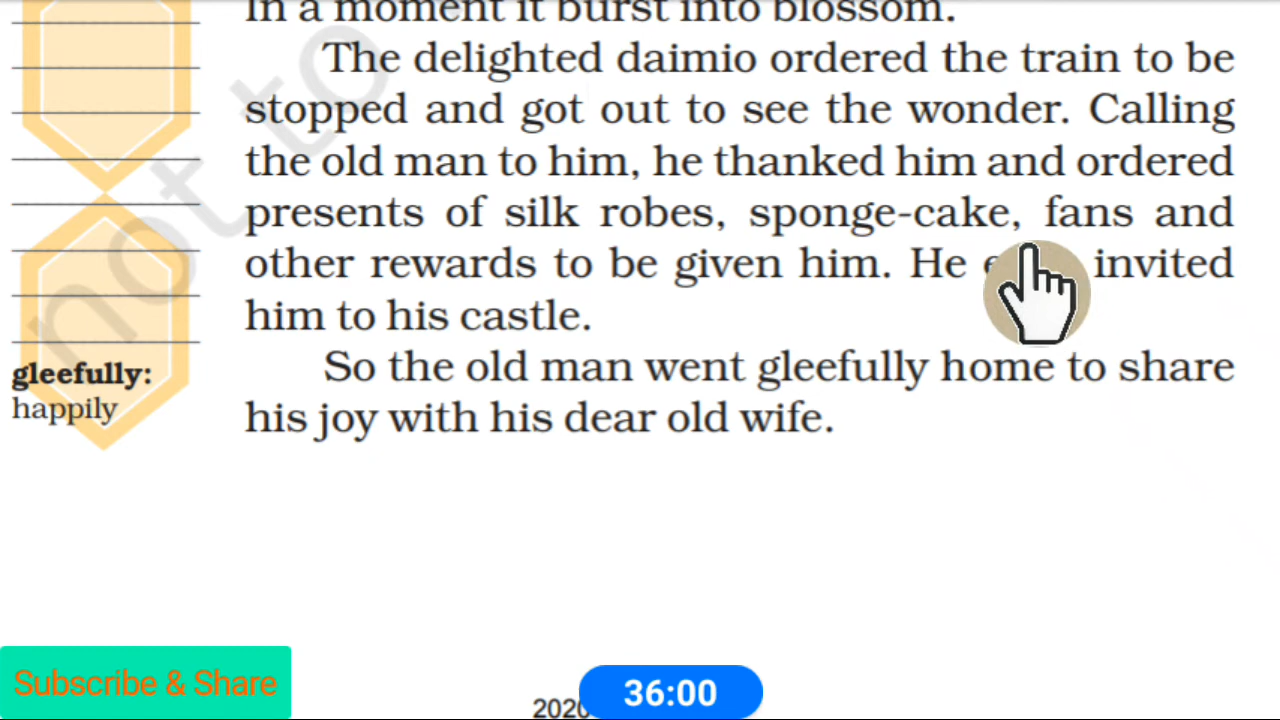 In a moment it burst into blossom.
The delighted daimio ordered the train to be
stopped and got out to see the wonder. Calling
the old man to him, he thanked him and ordered
presents of silk robes, sponge-cake, fans and
other rewards to be given him. He invited
him to his castle.
So the old man went gleefully home to share
his joy with his dear old wife.
gleefully:
happily
not to
Subscribe & Share
2020
36:00